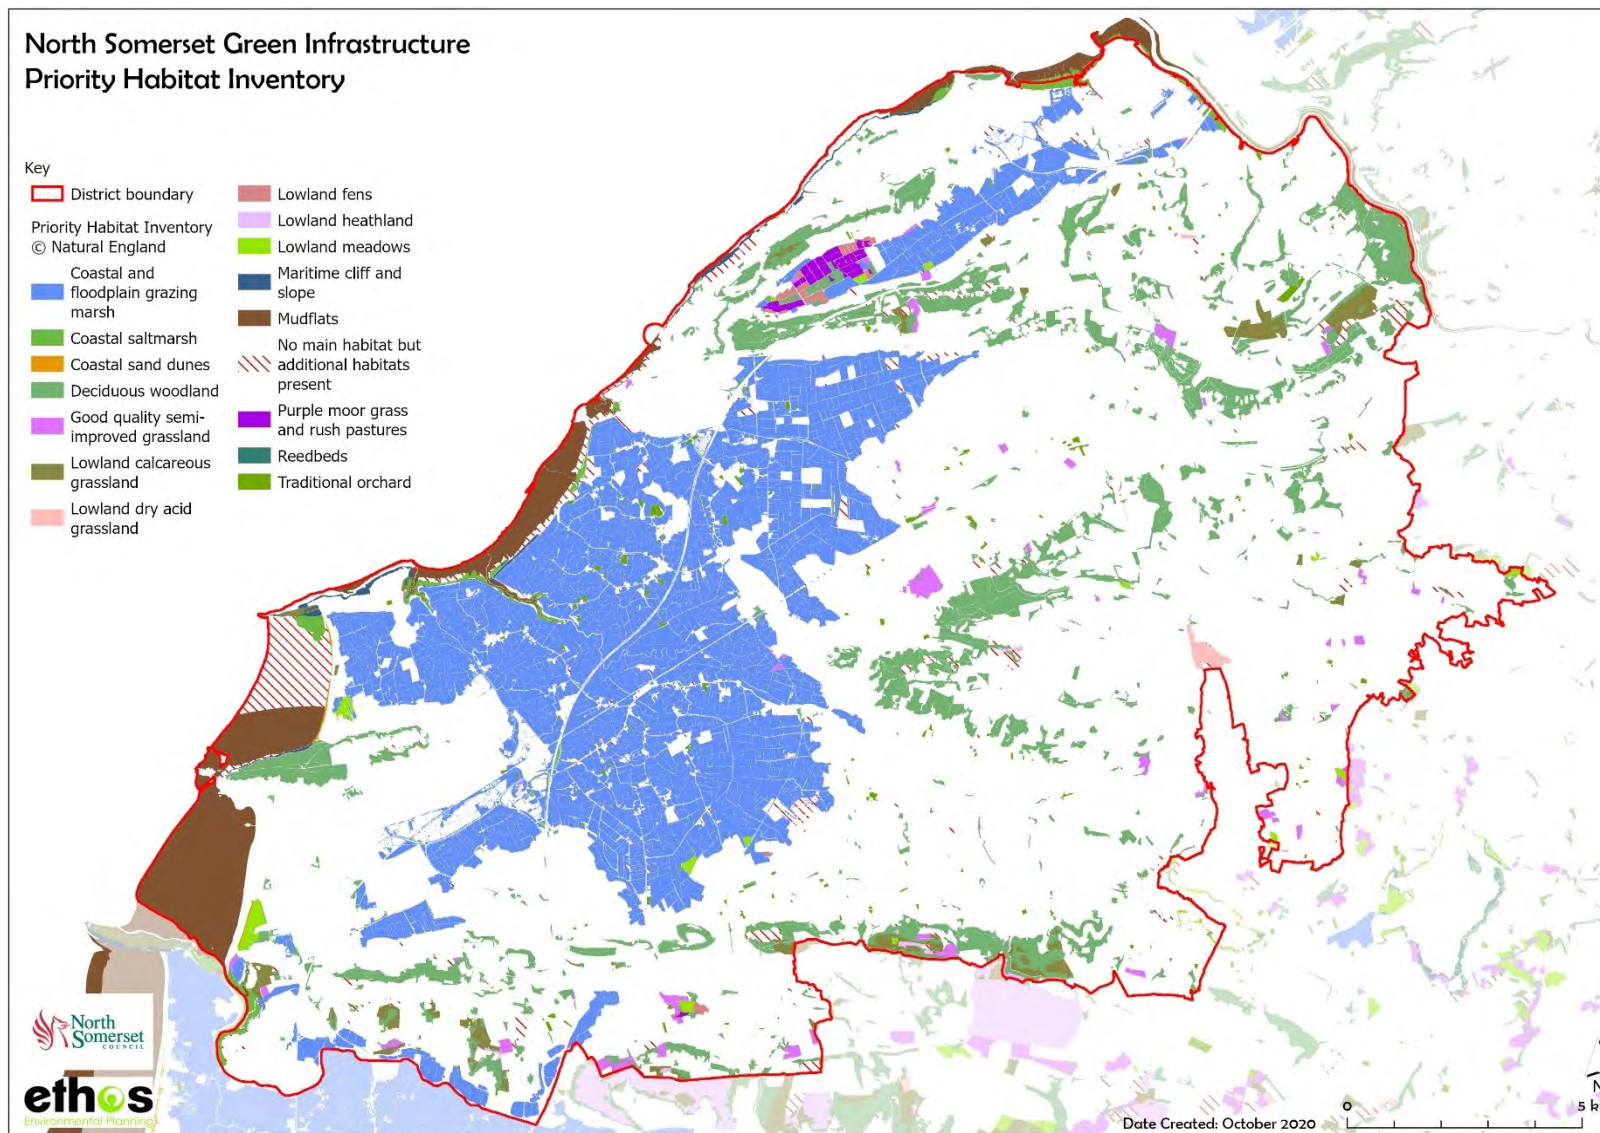 North Somerset Green Infrastructure
Priority Habitat Inventory
Key
District boundary
Priority Habitat Inventory
© Natural England
Coastal and
floodplain grazing
marsh
Coastal saltmarsh
Coastal sand dunes
Deciduous woodland
Good quality semi-
improved grassland
Lowland calcareous
grassland
Lowland dry acid
grassland
Lowland fens
Lowland heathland
Lowland meadows
Maritime cliff and
slope
Mudflats
No main habitat but
additional habitats
present
Purple moor grass
and rush pastures
Reedbeds
Traditional orchard
North
Somerset
COUNCIL
ethos
Environmental Planning
Date Created: October 2020
N
0
5 k